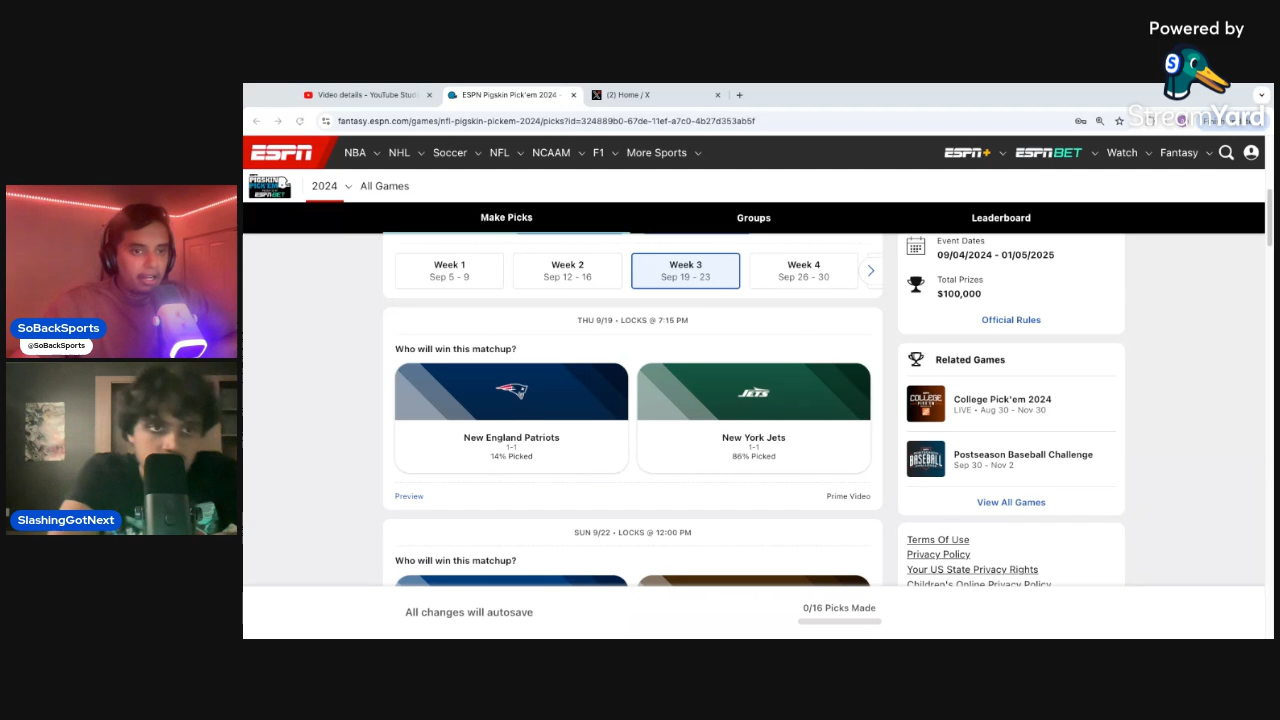 Powered by
S
StreamYard
Video details - YouTube Stud
ESPN Pigskin Pick'em 2024 -
(2) Home / X
fantasy.espn.com/games/nfl-pigskin-pickem-2024/picks?id=324889b0-67de-11ef-a7c0-4b27d353ab5f
ESPN
NBA
NHL
Soccer
NFL
NCAAM
F1
More Sports
ESPN+
ESPN BET
Watch
Fantasy
2024
All Games
Make Picks
Groups
Leaderboard
Week 1
Sep 5 - 9
Week 2
Sep 12 - 16
Week 3
Sep 19 - 23
Week 4
Sep 26 - 30
THU 9/19 • LOCKS @ 7:15 PM
Who will win this matchup?
JETS
New England Patriots
1-1
14% Picked
New York Jets
1-1
86% Picked
Preview
Prime Video
SUN 9/22 • LOCKS @ 12:00 PM
Who will win this matchup?
All changes will autosave
0/16 Picks Made
Event Dates
09/04/2024 - 01/05/2025
Total Prizes
$100,000
Official Rules
Related Games
College Pick'em 2024
LIVE • Aug 30 - Nov 30
Postseason Baseball Challenge
Sep 30 - Nov 2
View All Games
Terms Of Use
Privacy Policy
Your US State Privacy Rights
Children's Online Privacy Policy
SoBackSports
@SoBackSports
SlashingGotNext